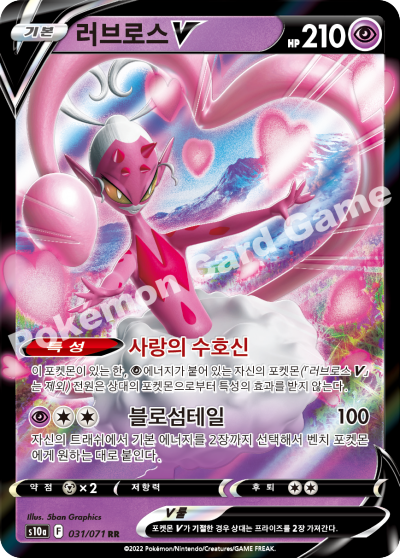 기본 러브로스 V HP 210
Pokémon Card Game
특성 사랑의 수호신
이 포켓몬이 있는 한, 에너지가 붙어 있는 자신의 포켓몬(「러브로스 V」
는 제외) 전원은 상대의 포켓몬으로부터 특성의 효과를 받지 않는다.
블로섬테일 100
자신의 트래쉬에서 기본 에너지를 2장까지 선택해서 벤치 포켓몬
에게 원하는 대로 붙인다.
약점 ×2 저항력 후퇴
Illus. 5ban Graphics
V룰
s10a F 031/071 RR
포켓몬 V가 기절한 경우 상대는 프라이즈를 2장 가져간다.
©2022 Pokémon/Nintendo/Creatures/GAME FREAK.